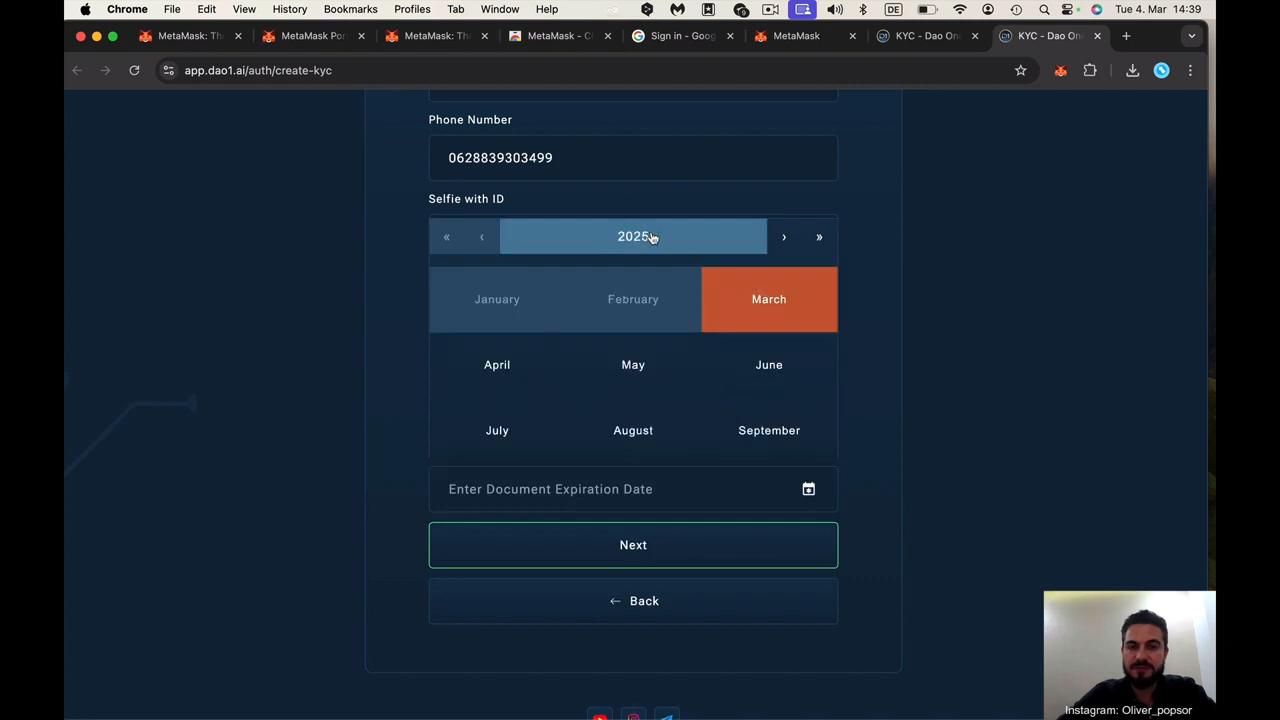 Chrome File Edit View History Bookmarks Profiles Tab Window Help DE Tue 4. Mar 14:39
MetaMask: Th MetaMask Por MetaMask: Th MetaMask - C Sign in - Goog MetaMask KYC - Dao On KYC - Dao On
app.dao1.ai/auth/create-kyc
Phone Number
0628839303499
Selfie with ID
« ‹ 2025 › »
January February March
April May June
July August September
Enter Document Expiration Date
Next
← Back
Instagram: Oliver_popsor